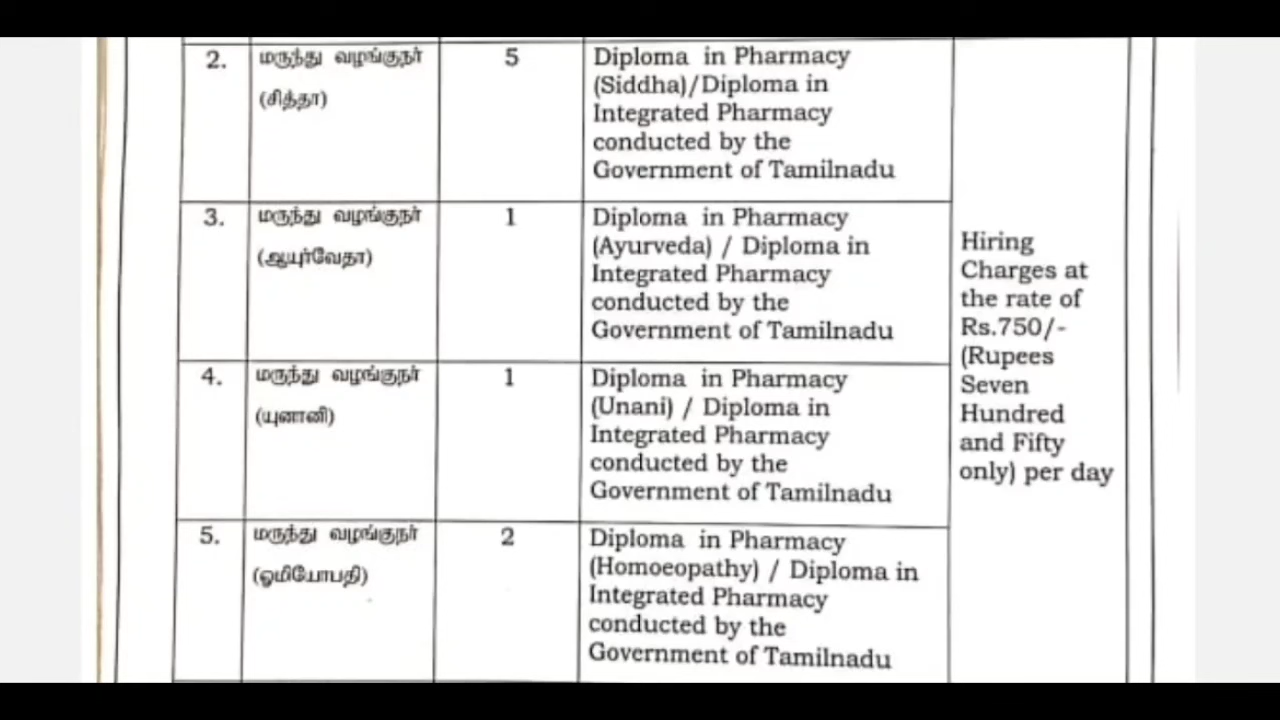 2.
மருந்து வழங்குநர்
(சித்தா)
5
Diploma in Pharmacy
(Siddha)/Diploma in
Integrated Pharmacy
conducted by the
Government of Tamilnadu
3.
மருந்து வழங்குநர்
(ஆயுர்வேதா)
1
Diploma in Pharmacy
(Ayurveda) / Diploma in
Integrated Pharmacy
conducted by the
Government of Tamilnadu
4.
மருந்து வழங்குநர்
(யுனானி)
1
Diploma in Pharmacy
(Unani) / Diploma in
Integrated Pharmacy
conducted by the
Government of Tamilnadu
5.
மருந்து வழங்குநர்
(ஓமியோபதி)
2
Diploma in Pharmacy
(Homoeopathy) / Diploma in
Integrated Pharmacy
conducted by the
Government of Tamilnadu
Hiring
Charges at
the rate of
Rs.750/-
(Rupees
Seven
Hundred
and Fifty
only) per day